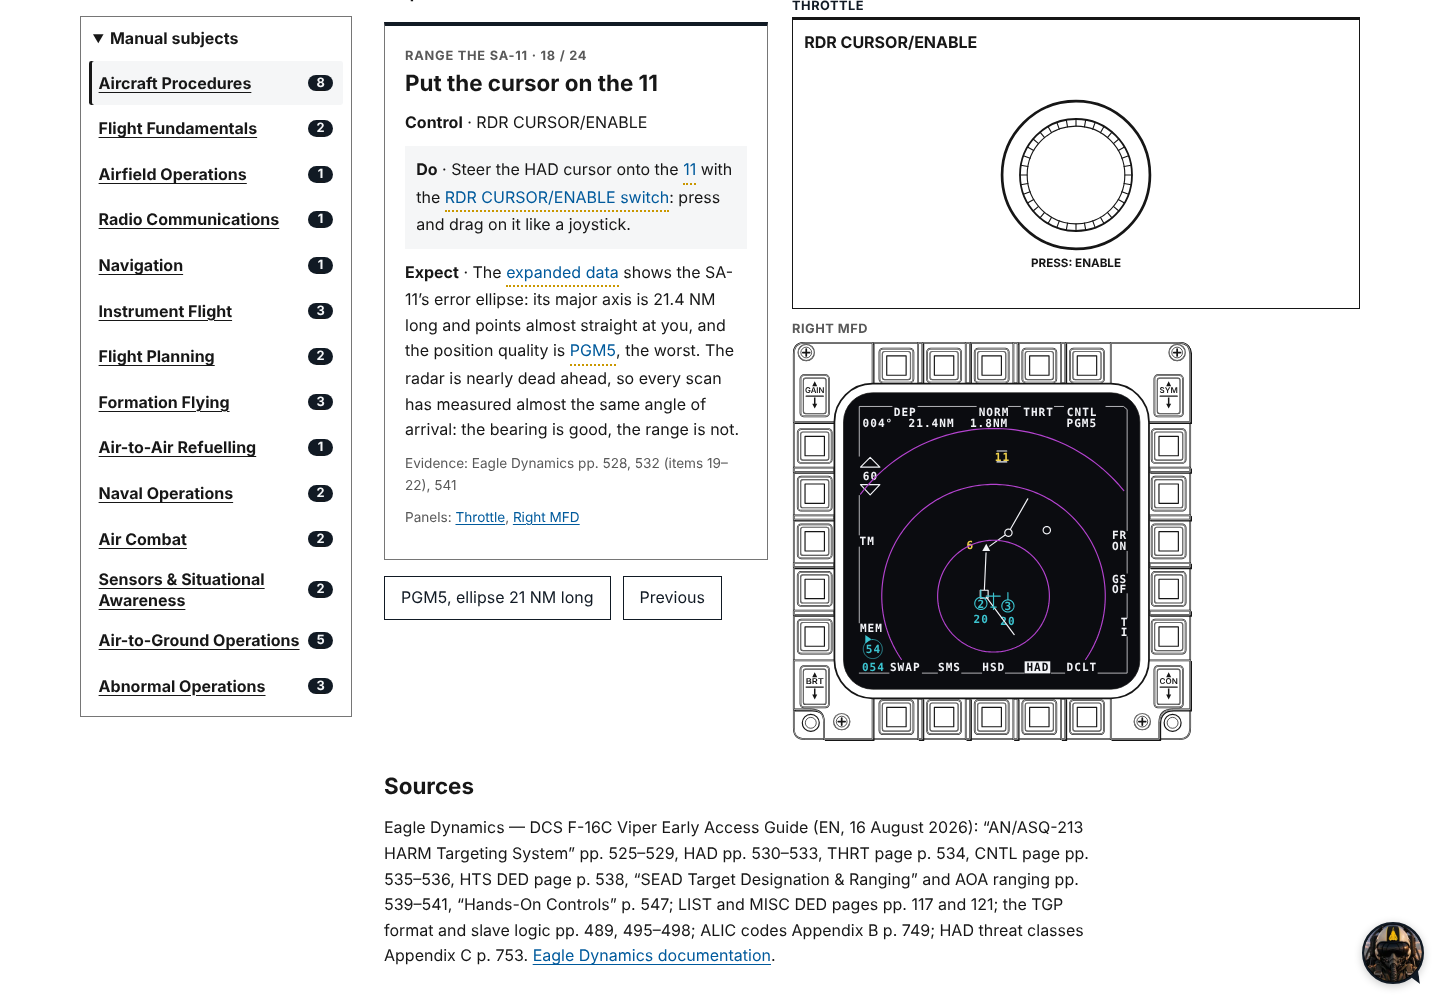 ▼ Manual subjects
Aircraft Procedures 8
Flight Fundamentals 2
Airfield Operations 1
Radio Communications 1
Navigation 1
Instrument Flight 3
Flight Planning 2
Formation Flying 3
Air-to-Air Refuelling 1
Naval Operations 2
Air Combat 2
Sensors & Situational
Awareness 2
Air-to-Ground Operations 5
Abnormal Operations 3
RANGE THE SA-11 · 18 / 24
Put the cursor on the 11
Control · RDR CURSOR/ENABLE
Do · Steer the HAD cursor onto the 11 with
the RDR CURSOR/ENABLE switch: press
and drag on it like a joystick.
Expect · The expanded data shows the SA-
11’s error ellipse: its major axis is 21.4 NM
long and points almost straight at you, and
the position quality is PGM5, the worst. The
radar is nearly dead ahead, so every scan
has measured almost the same angle of
arrival: the bearing is good, the range is not.
Evidence: Eagle Dynamics pp. 528, 532 (items 19–
22), 541
Panels: Throttle, Right MFD
PGM5, ellipse 21 NM long
Previous
THROTTLE
RDR CURSOR/ENABLE
PRESS: ENABLE
RIGHT MFD
GAIN
SYM
DEP NORM THRT CNTL
004° 21.4NM 1.8NM PGM5
11
60
TM
6
FR
ON
GS
OF
2 3
20 20
T
I
MEM
54
054 SWAP SMS HSD HAD DCLT
BRT
CON
Sources
Eagle Dynamics — DCS F-16C Viper Early Access Guide (EN, 16 August 2026): “AN/ASQ-213
HARM Targeting System” pp. 525–529, HAD pp. 530–533, THRT page p. 534, CNTL page pp.
535–536, HTS DED page p. 538, “SEAD Target Designation & Ranging” and AOA ranging pp.
539–541, “Hands-On Controls” p. 547; LIST and MISC DED pages pp. 117 and 121; the TGP
format and slave logic pp. 489, 495–498; ALIC codes Appendix B p. 749; HAD threat classes
Appendix C p. 753. Eagle Dynamics documentation.